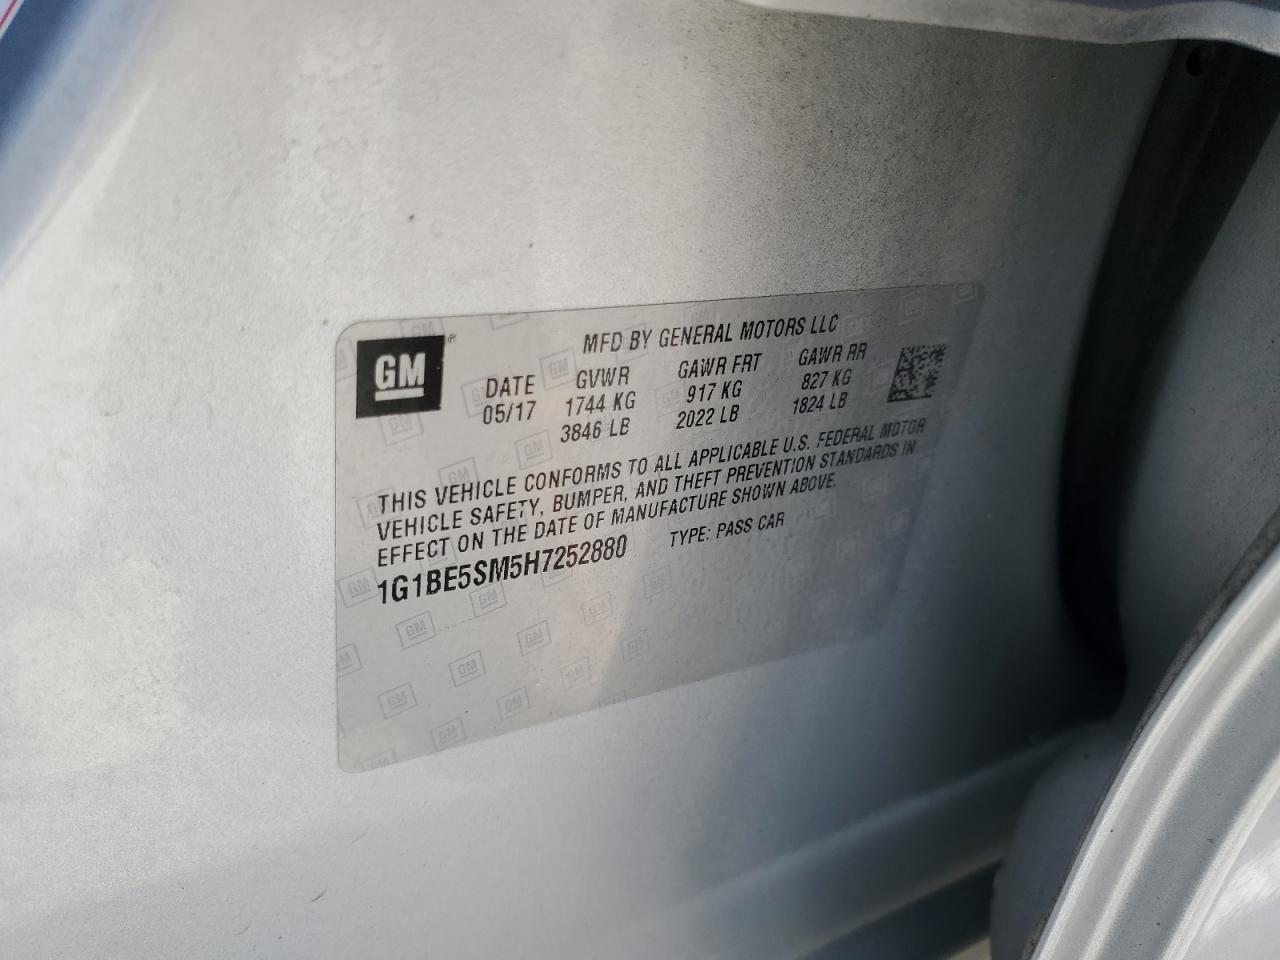 GM
MFD BY GENERAL MOTORS LLC
DATE GVWR GAWR FRT GAWR RR
05/17 1744 KG 917 KG 827 KG
3846 LB 2022 LB 1824 LB
THIS VEHICLE CONFORMS TO ALL APPLICABLE U.S. FEDERAL MOTOR
VEHICLE SAFETY, BUMPER, AND THEFT PREVENTION STANDARDS IN
EFFECT ON THE DATE OF MANUFACTURE SHOWN ABOVE.
1G1BE5SM5H7252880 TYPE: PASS CAR